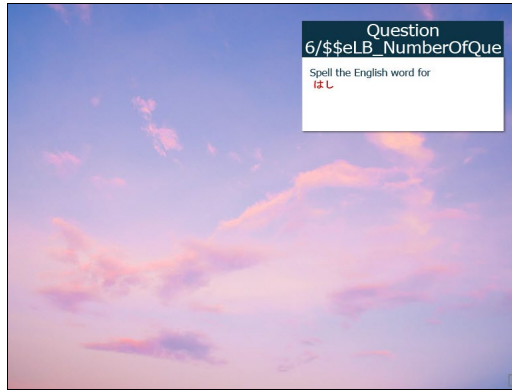 Question
6/$$eLB_NumberOfQue
Spell the English word for
はし